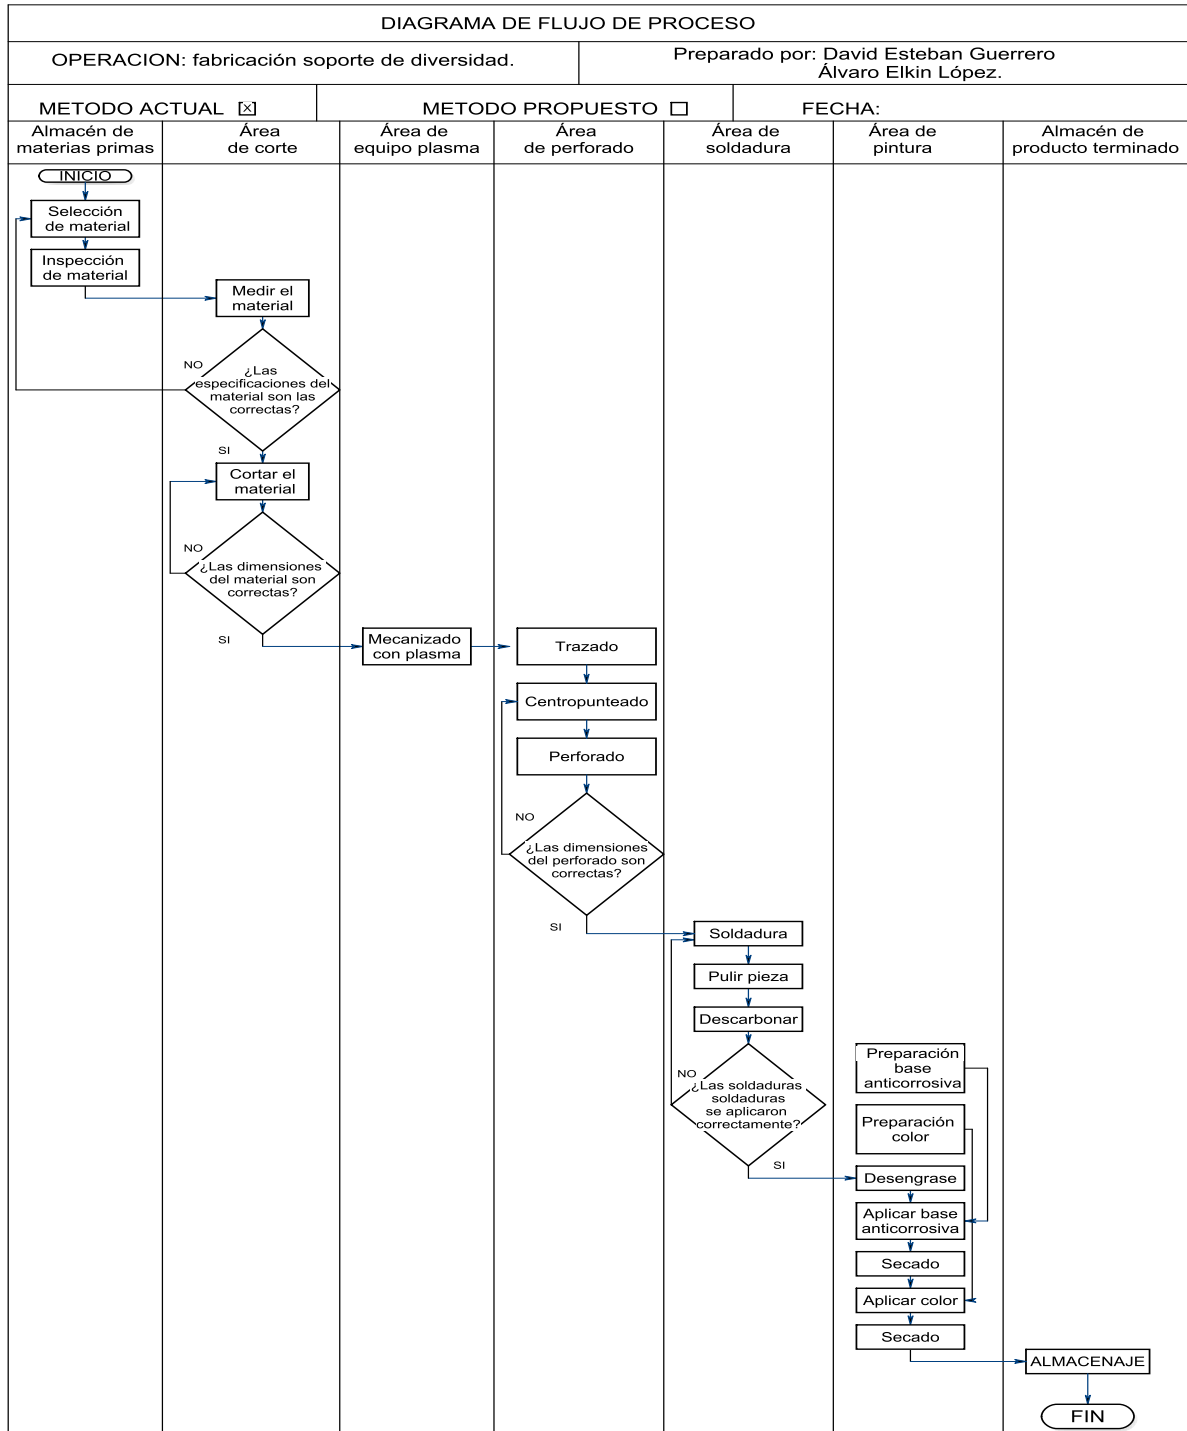 DIAGRAMA DE FLUJO DE PROCESO
OPERACION: fabricación soporte de diversidad.
Preparado por: David Esteban Guerrero
Álvaro Elkin López.
METODO ACTUAL x
METODO PROPUESTO
FECHA:
Almacén de
materias primas
Área
de corte
Área de
equipo plasma
Área
de perforado
Área de
soldadura
Área de
pintura
Almacén de
producto terminado
INICIO
Selección
de material
Inspección
de material
Medir el
material
NO
¿Las
especificaciones del
material son las
correctas?
SI
Cortar el
material
NO
¿Las dimensiones
del material son
correctas?
SI
Mecanizado
con plasma
Trazado
Centropunteado
Perforado
NO
¿Las dimensiones
del perforado son
correctas?
SI
Soldadura
Pulir pieza
Descarbonar
NO
¿Las soldaduras
soldaduras
se aplicaron
correctamente?
SI
Preparación
base
anticorrosiva
Preparación
color
Desengrase
Aplicar base
anticorrosiva
Secado
Aplicar color
Secado
ALMACENAJE
FIN